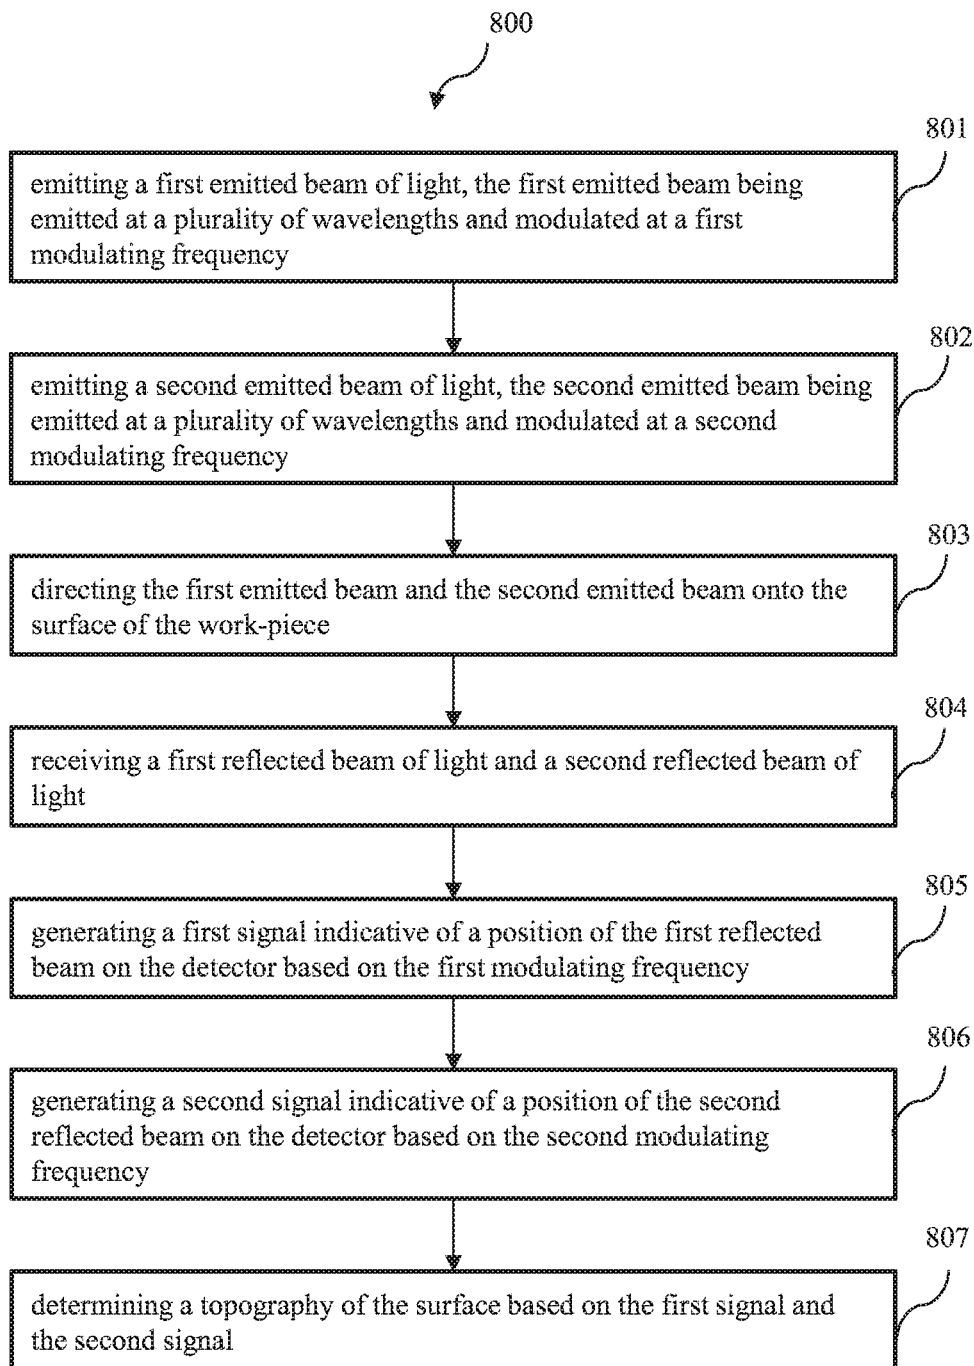 800
801
emitting a first emitted beam of light, the first emitted beam being
emitted at a plurality of wavelengths and modulated at a first
modulating frequency
802
emitting a second emitted beam of light, the second emitted beam being
emitted at a plurality of wavelengths and modulated at a second
modulating frequency
803
directing the first emitted beam and the second emitted beam onto the
surface of the work-piece
804
receiving a first reflected beam of light and a second reflected beam of
light
805
generating a first signal indicative of a position of the first reflected
beam on the detector based on the first modulating frequency
806
generating a second signal indicative of a position of the second
reflected beam on the detector based on the second modulating
frequency
807
determining a topography of the surface based on the first signal and
the second signal